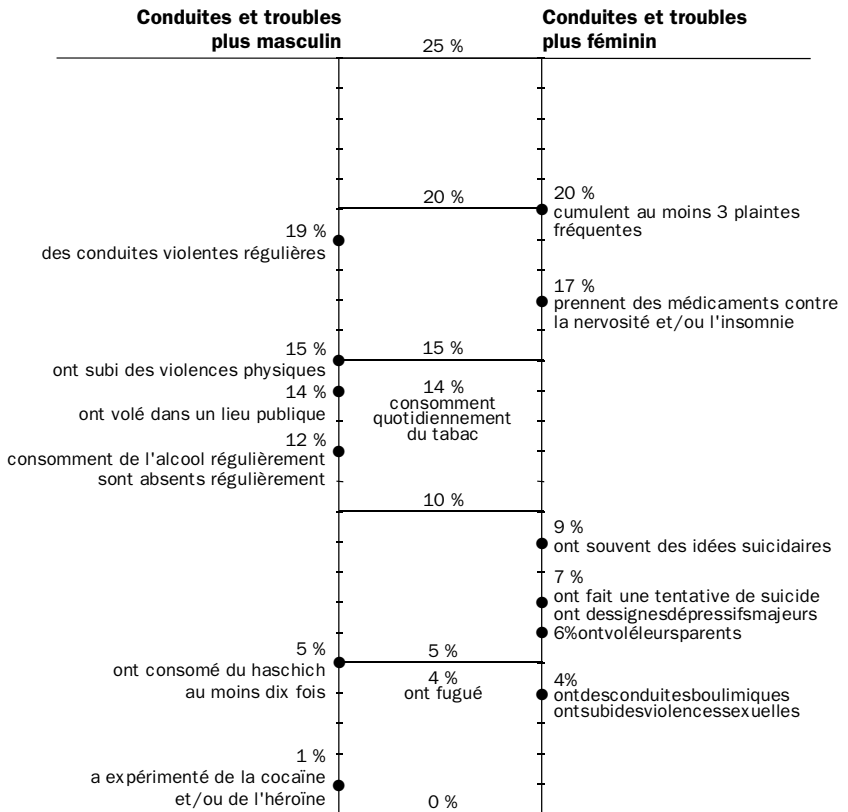 Conduites et troubles
plus masculin
Conduites et troubles
plus féminin
25 %
20 %
20 %
cumulent au moins 3 plaintes
fréquentes
19 %
des conduites violentes régulières
17 %
prennent des médicaments contre
la nervosité et/ou l'insomnie
15 %
ont subi des violences physiques
15 %
14 %
ont volé dans un lieu publique
14 %
consomment
quotidiennement
du tabac
12 %
consomment de l'alcool régulièrement
sont absents régulièrement
10 %
9 %
ont souvent des idées suicidaires
7 %
ont fait une tentative de suicide
ont dessignesdépressifsmajeurs
6%ontvoléleursparents
5 %
ont consomé du haschich
au moins dix fois
5 %
4 %
ont fugué
4%
ontdesconduitesboulimiques
ontsubidesviolencessexuelles
1 %
a expérimenté de la cocaïne
et/ou de l'héroïne
0 %